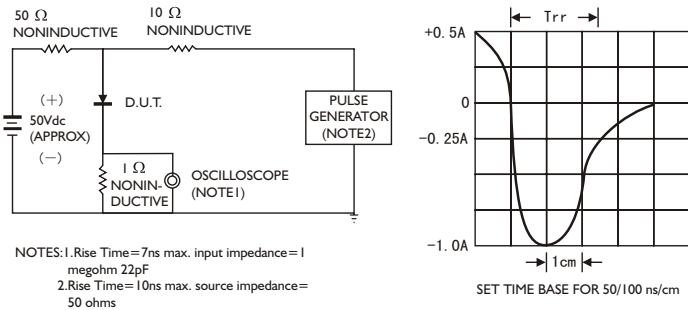 50 Ω
NONINDUCTIVE
10 Ω
NONINDUCTIVE
(+)
50Vdc
(APPROX)
(−)
D.U.T.
PULSE
GENERATOR
(NOTE2)
1 Ω
NONIN-
DUCTIVE
OSCILLOSCOPE
(NOTE1)
NOTES:1.Rise Time=7ns max. input impedance=1
megohm 22pF
2.Rise Time=10ns max. source impedance=
50 ohms
Trr
+0.5A
0
-0.25A
-1.0A
1cm
SET TIME BASE FOR 50/100 ns/cm